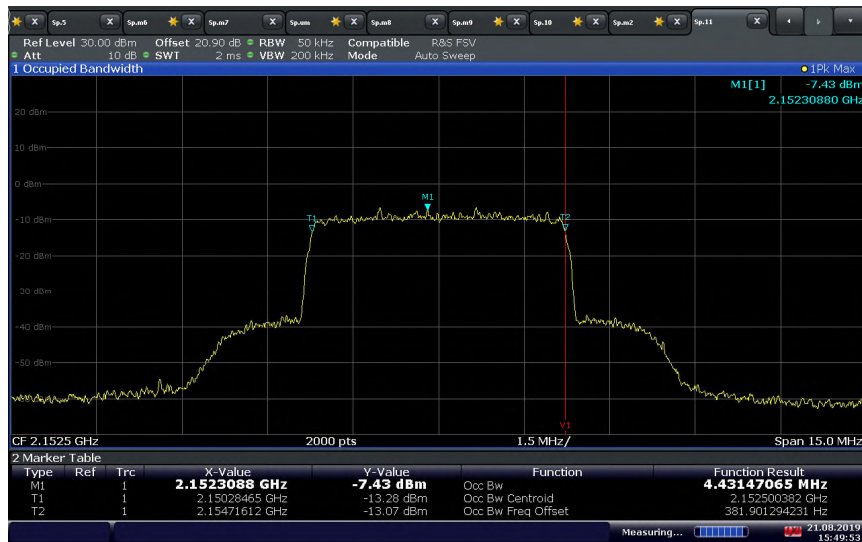 Sp.5 X Sp.m6 X Sp.m7 X Sp.um X Sp.m8 X Sp.m9 X Sp.10 X Sp.m2 X Sp.11 X
Ref Level 30.00 dBm Offset 20.90 dB RBW 50 kHz Compatible R&S FSV
Att 10 dB SWT 2 ms VBW 200 kHz Mode Auto Sweep
1 Occupied Bandwidth 1Pk Max
M1[1] -7.43 dBm
2.15230880 GHz
20 dBm
10 dBm
0 dBm
M1
T1 T2
-10 dBm
-20 dBm
-30 dBm
-40 dBm
-50 dBm
V1
CF 2.1525 GHz 2000 pts 1.5 MHz/ Span 15.0 MHz
2 Marker Table
Type Ref Trc X-Value Y-Value Function Function Result
M1 1 2.1523088 GHz -7.43 dBm Occ Bw 4.43147065 MHz
T1 1 2.15028465 GHz -13.28 dBm Occ Bw Centroid 2.152500382 GHz
T2 1 2.15471612 GHz -13.07 dBm Occ Bw Freq Offset 381.901294231 Hz
Measuring... 21.08.2019
15:49:53